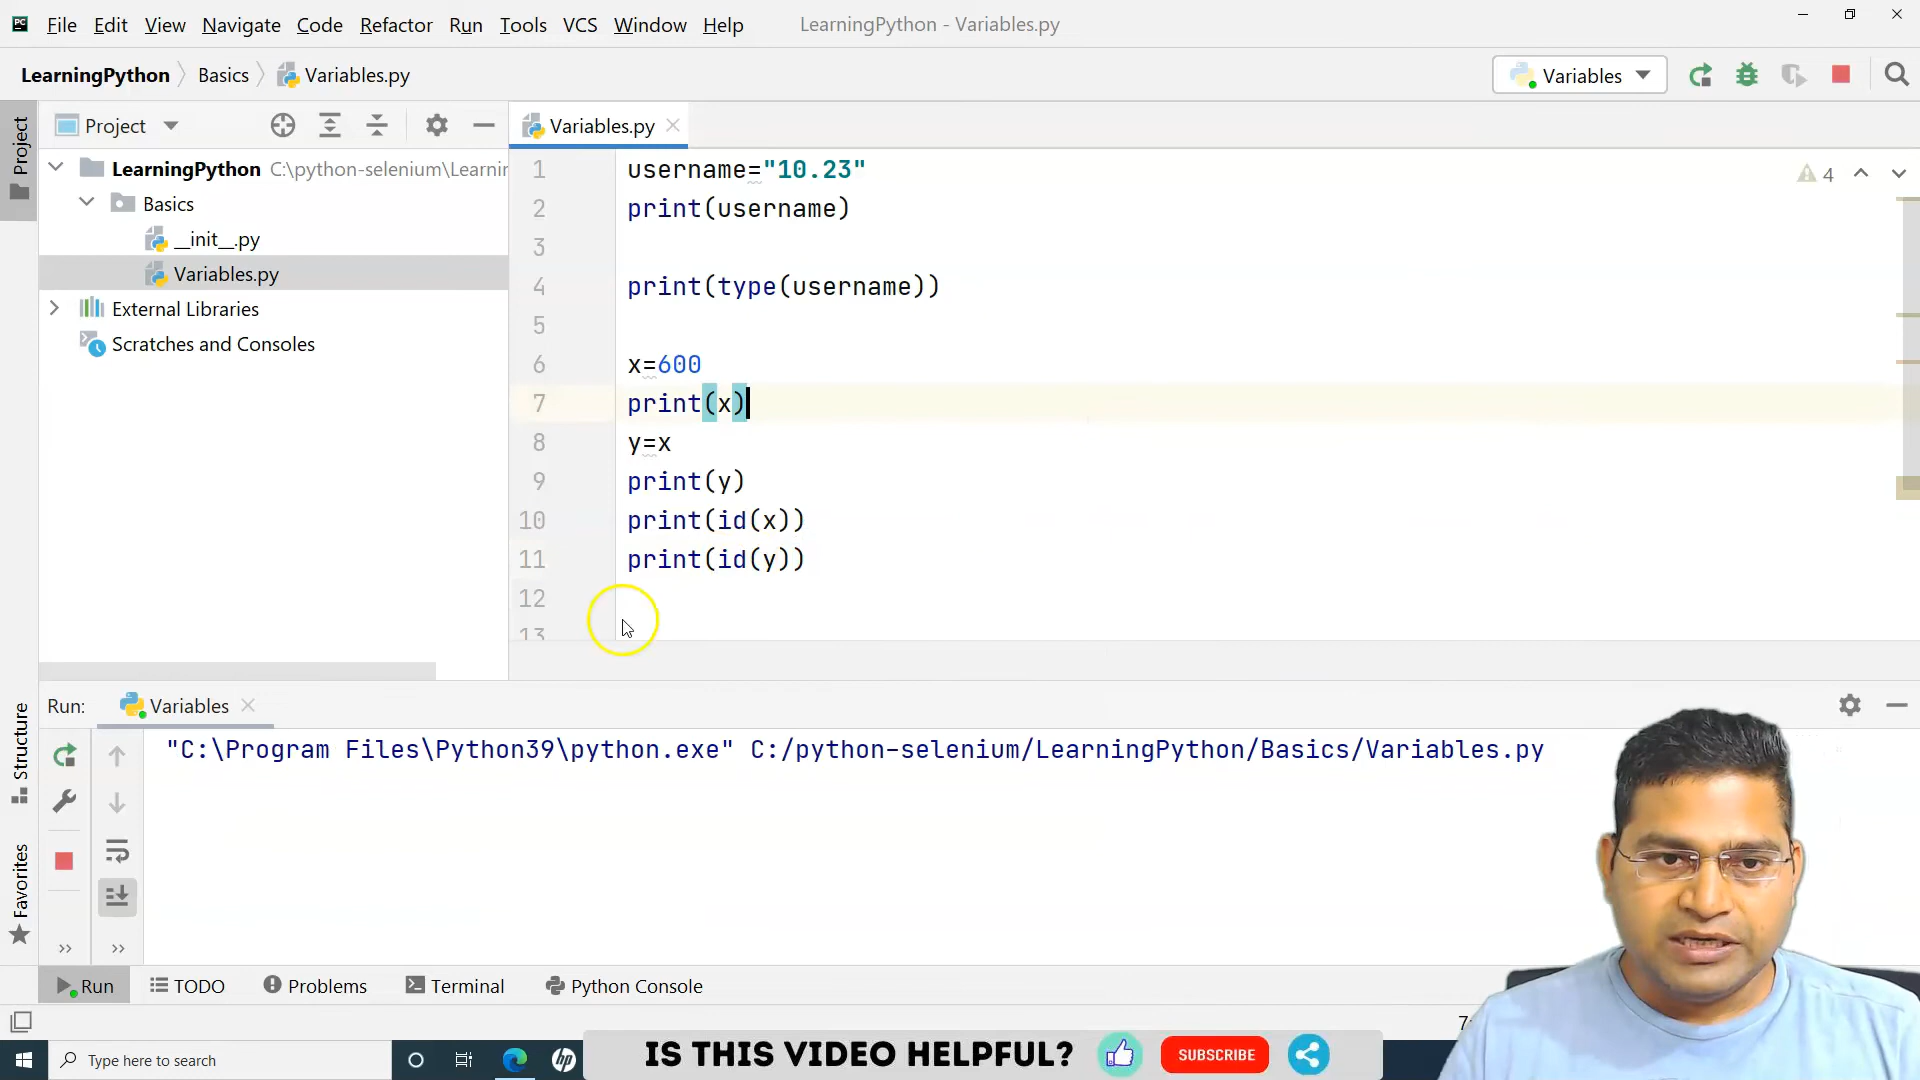 File Edit View Navigate Code Refactor Run Tools VCS Window Help LearningPython - Variables.py
LearningPython Basics Variables.py Variables
Project Project Variables.py
LearningPython C:\python-selenium\Learnin
Basics
__init__.py
Variables.py
External Libraries
Scratches and Consoles
1 username="10.23"
4
2 print(username)
3
4 print(type(username))
5
6 x=600
7 print(x)
8 y=x
9 print(y)
10 print(id(x))
11 print(id(y))
12
13
Run: Variables
"C:\Program Files\Python39\python.exe" C:/python-selenium/LearningPython/Basics/Variables.py
Structure
Favorites
Run TODO Problems Terminal Python Console
Type here to search
IS THIS VIDEO HELPFUL? SUBSCRIBE